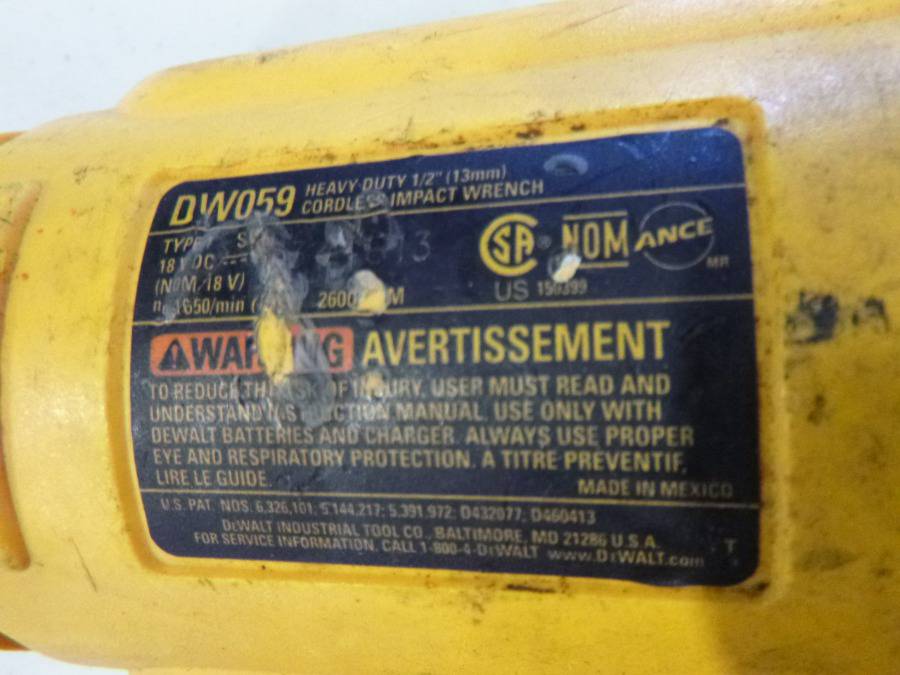 DW059 HEAVY-DUTY 1/2" (13mm)
CORDLESS IMPACT WRENCH
TYPE
18 V DC
(NOM 18 V)
1650/min
SA NOM ANCE
MR
US 150399
WARNING AVERTISSEMENT
TO REDUCE THE RISK OF INJURY, USER MUST READ AND
UNDERSTAND INSTRUCTION MANUAL. USE ONLY WITH
DEWALT BATTERIES AND CHARGER. ALWAYS USE PROPER
EYE AND RESPIRATORY PROTECTION. A TITRE PREVENTIF,
LIRE LE GUIDE.
MADE IN MEXICO
U.S. PAT. NOS. 6,326,101; 5,144,217; 5,391,972; D432077, D460413
DEWALT INDUSTRIAL TOOL CO., BALTIMORE, MD 21286 U.S.A.
FOR SERVICE INFORMATION, CALL 1-800-4-DEWALT www.DEWALT.com
T